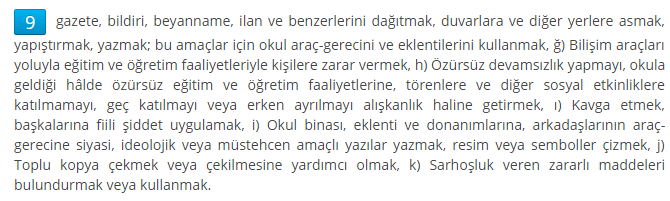 9 gazete, bildiri, beyanname, ilan ve benzerlerini dağıtmak, duvarlara ve diğer yerlere asmak,
yapıştırmak, yazmak; bu amaçlar için okul araç-gerecini ve eklentilerini kullanmak, ğ) Bilişim araçları
yoluyla eğitim ve öğretim faaliyetleriyle kişilere zarar vermek, h) Özürsüz devamsızlık yapmayı, okula
geldiği hâlde özürsüz eğitim ve öğretim faaliyetlerine, törenlere ve diğer sosyal etkinliklere
katılmamayı, geç katılmayı veya erken ayrılmayı alışkanlık haline getirmek, ı) Kavga etmek,
başkalarına fiili şiddet uygulamak, i) Okul binası, eklenti ve donanımlarına, arkadaşlarının araç-
gerecine siyasi, ideolojik veya müstehcen amaçlı yazılar yazmak, resim veya semboller çizmek, j)
Toplu kopya çekmek veya çekilmesine yardımcı olmak, k) Sarhoşluk veren zararlı maddeleri
bulundurmak veya kullanmak.